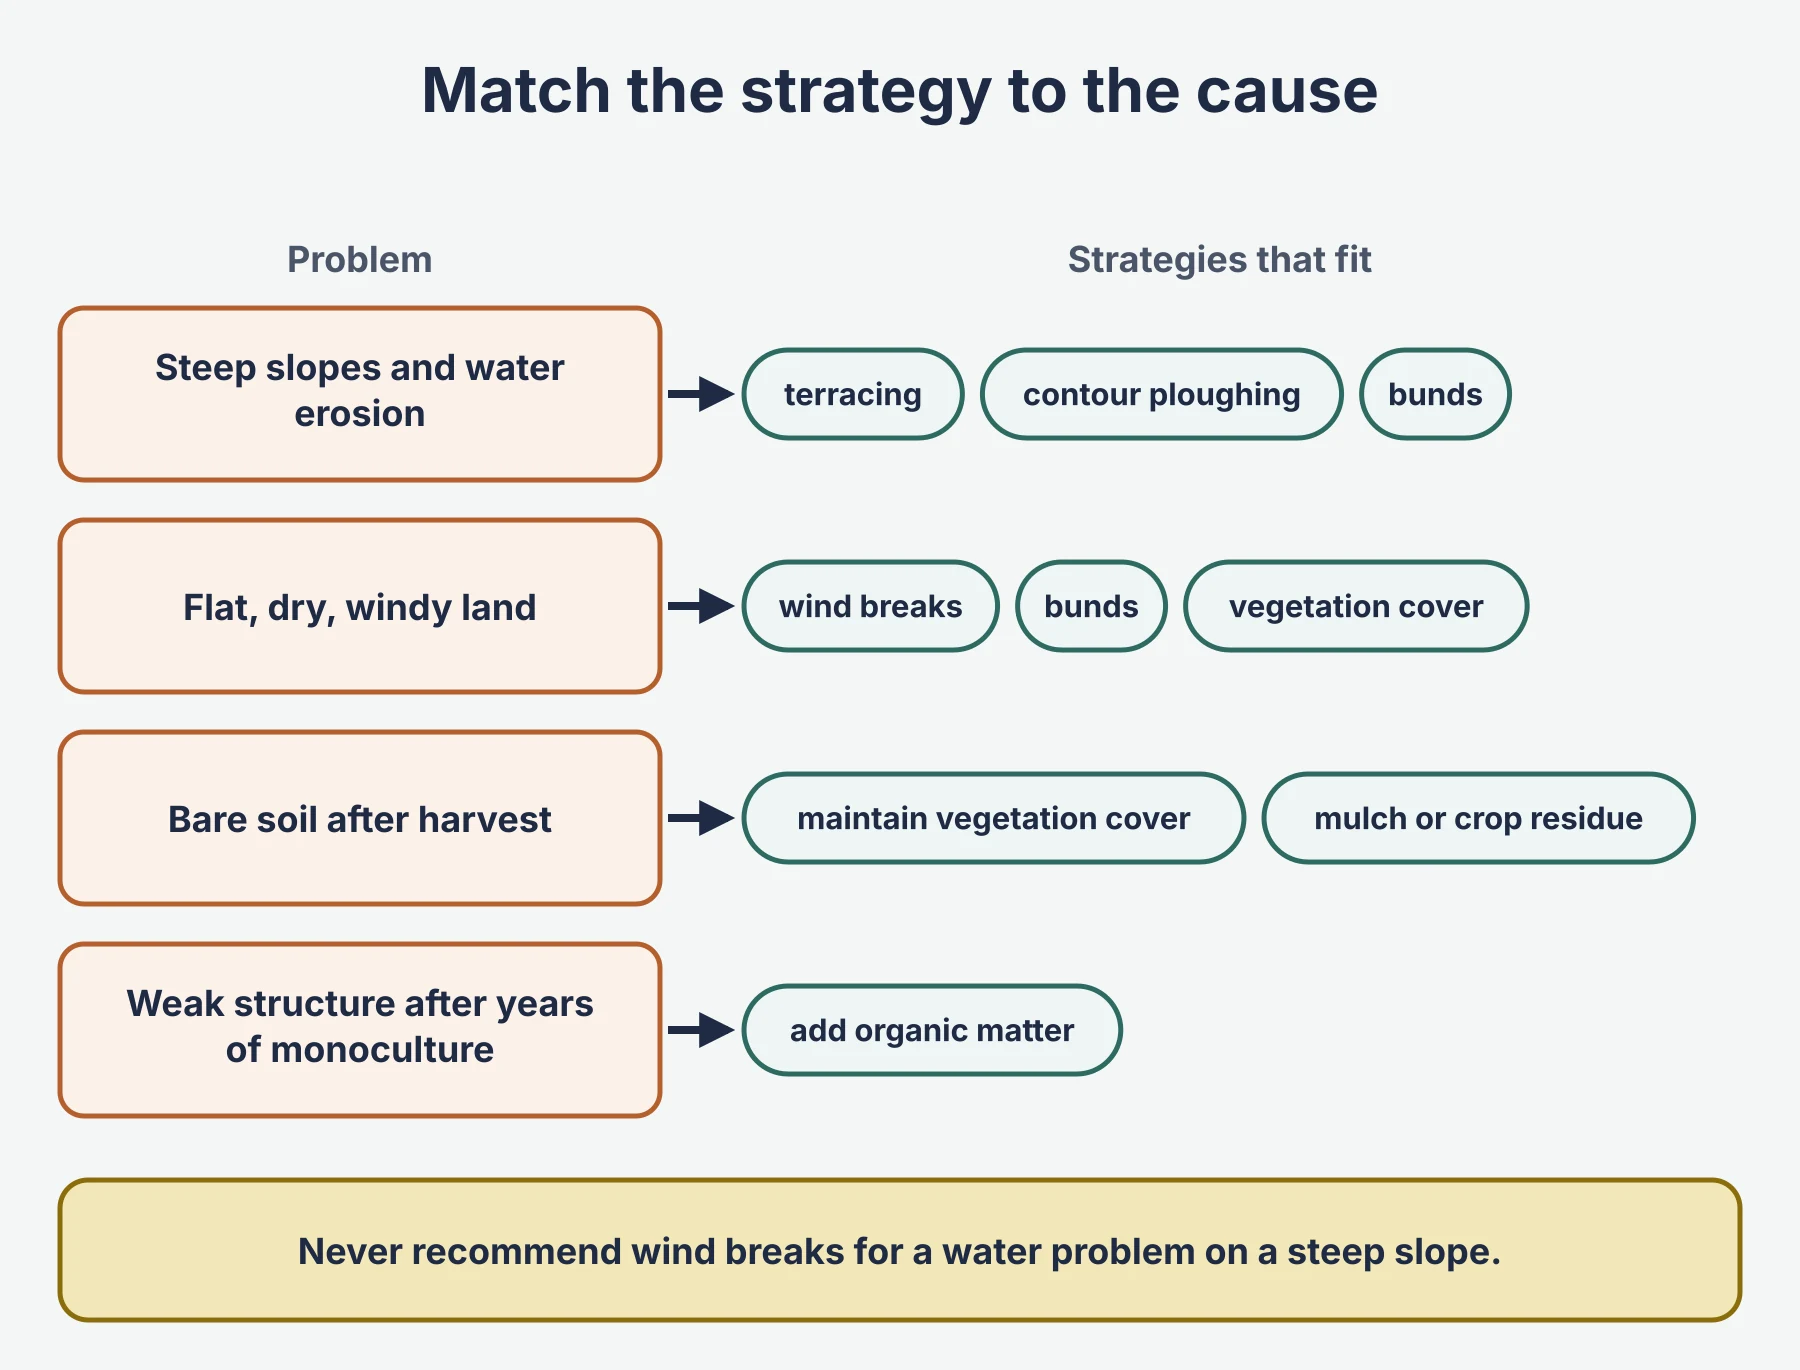 Match the strategy to the cause
Problem
Strategies that fit
Steep slopes and water
erosion
terracing
contour ploughing
bunds
Flat, dry, windy land
wind breaks
bunds
vegetation cover
Bare soil after harvest
maintain vegetation cover
mulch or crop residue
Weak structure after years
of monoculture
add organic matter
Never recommend wind breaks for a water problem on a steep slope.